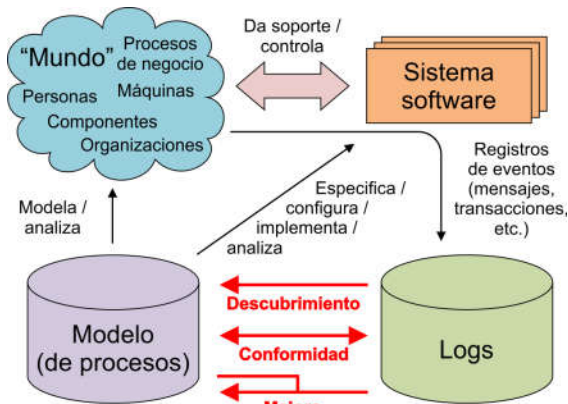 “Mundo”
Procesos
de negocio
Personas
Máquinas
Componentes
Organizaciones
Da soporte /
controla
Sistema
software
Registros
de eventos
(mensajes,
transacciones,
etc.)
Modela /
analiza
Especifica /
configura /
implementa /
analiza
Modelo
(de procesos)
Descubrimiento
Conformidad
Logs